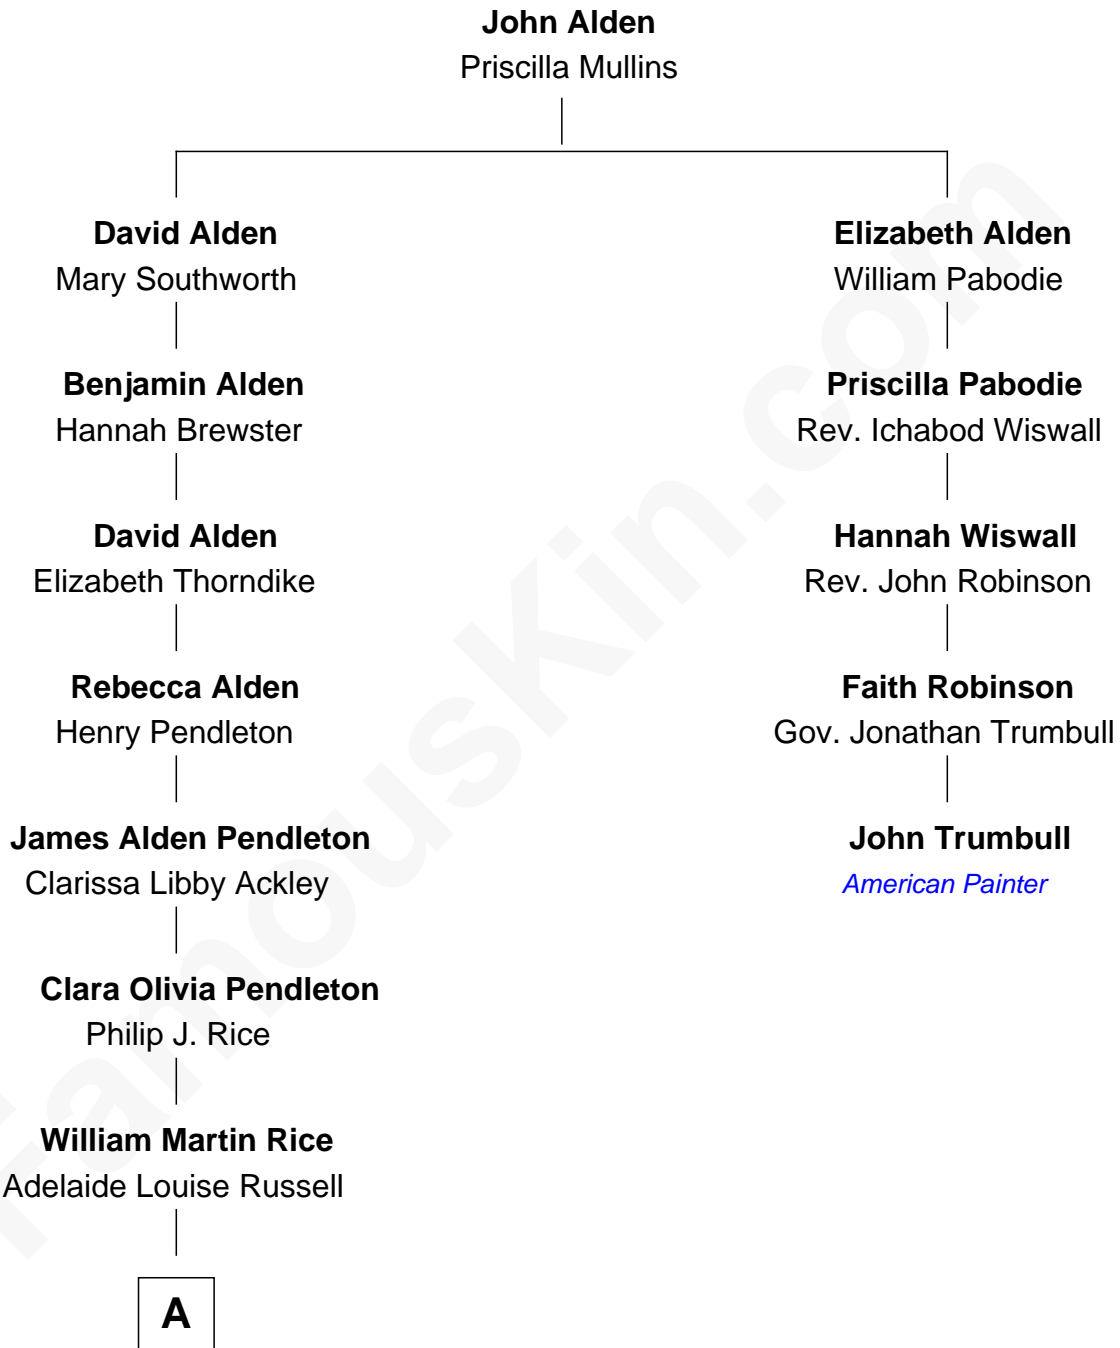 John Alden
Priscilla Mullins
David Alden
Mary Southworth
Elizabeth Alden
William Pabodie
Benjamin Alden
Hannah Brewster
Priscilla Pabodie
Rev. Ichabod Wiswall
David Alden
Elizabeth Thorndike
Hannah Wiswall
Rev. John Robinson
Rebecca Alden
Henry Pendleton
Faith Robinson
Gov. Jonathan Trumbull
James Alden Pendleton
Clarissa Libby Ackley
John Trumbull
American Painter
Clara Olivia Pendleton
Philip J. Rice
William Martin Rice
Adelaide Louise Russell
A
FamousKin.com